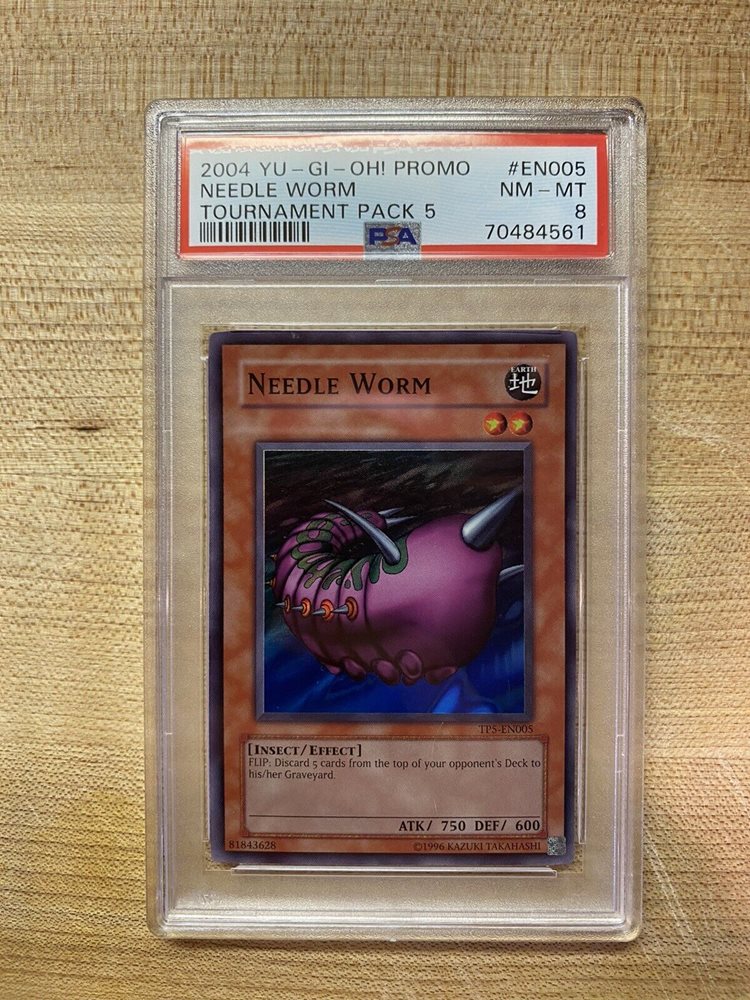 2004 YU-GI-OH! PROMO #EN005
NEEDLE WORM NM-MT
TOURNAMENT PACK 5 8
PSA 70484561
NEEDLE WORM
EARTH
地
TP5-EN005
[INSECT/EFFECT]
FLIP: Discard 5 cards from the top of your opponent's Deck to
his/her Graveyard.
ATK/ 750 DEF/ 600
81843628 ©1996 KAZUKI TAKAHASHI